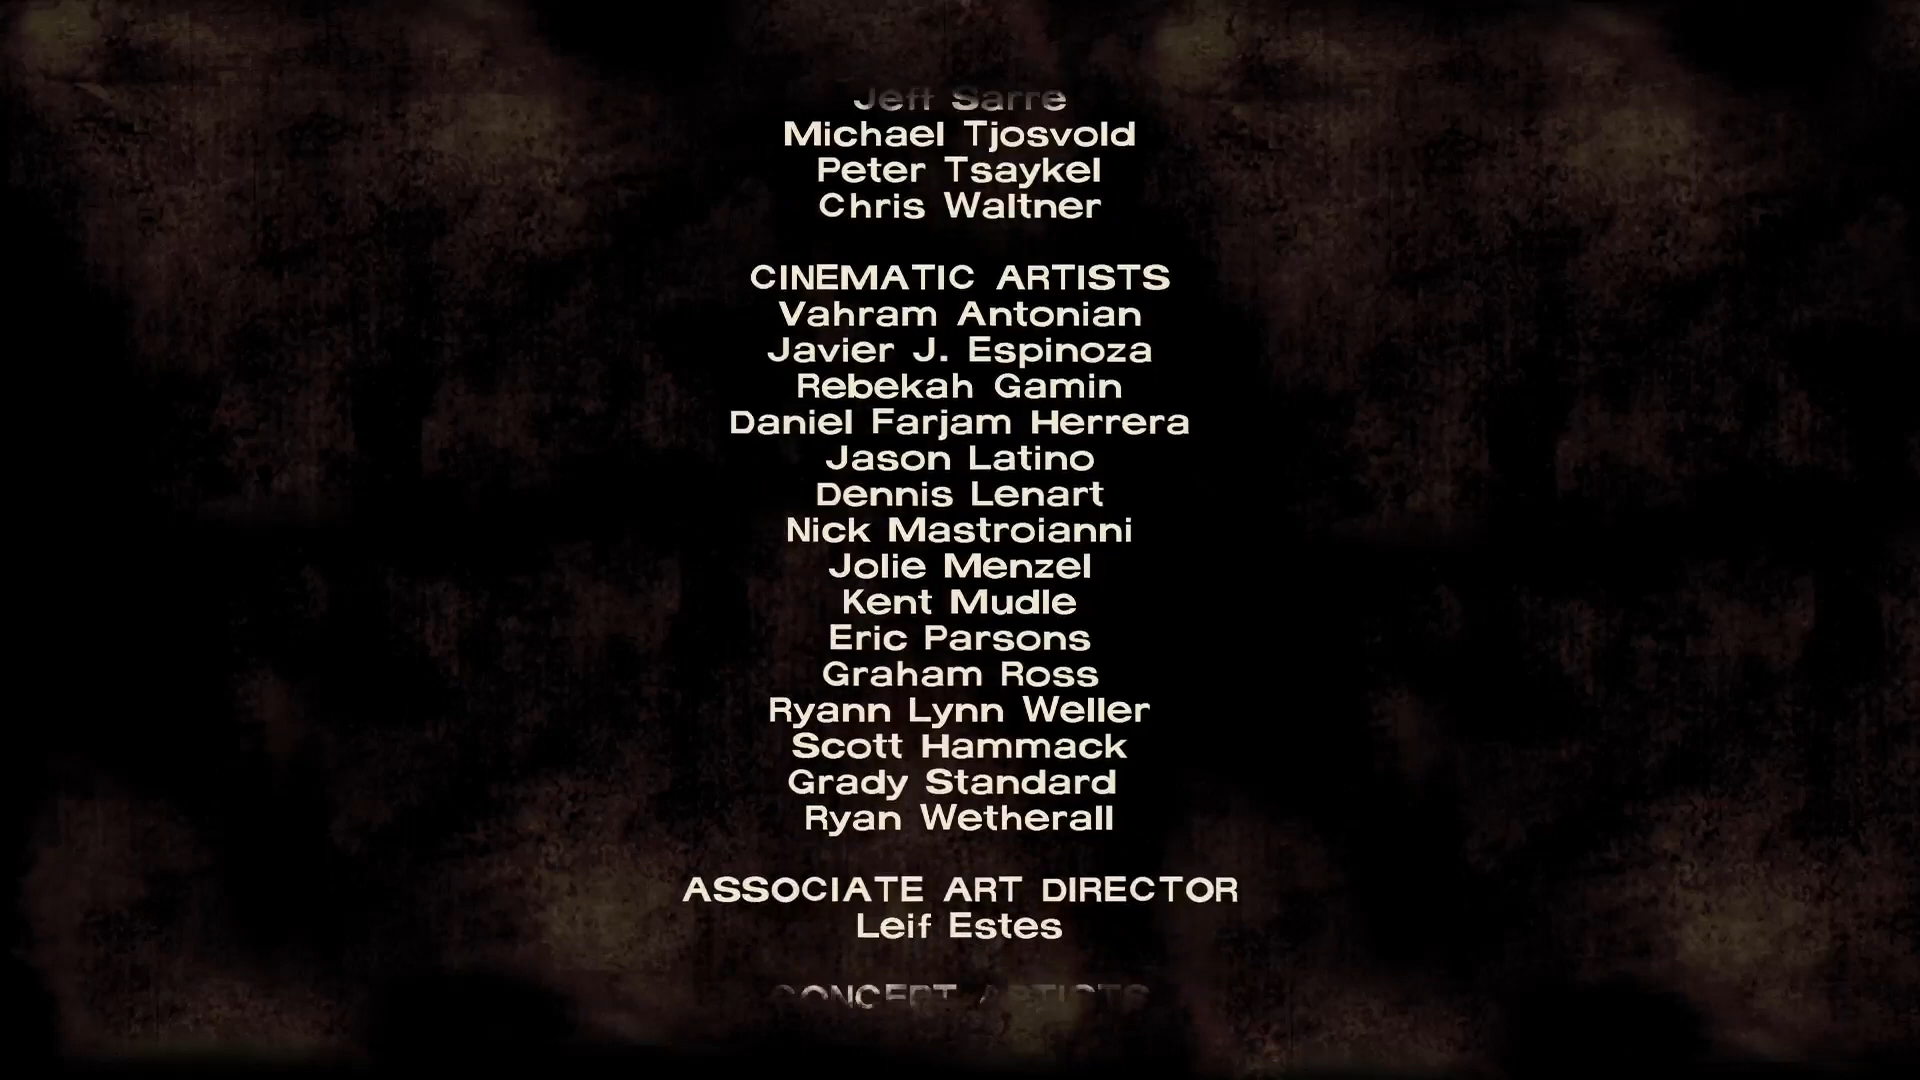 Jeff Sarre
Michael Tjosvold
Peter Tsaykel
Chris Waltner
CINEMATIC ARTISTS
Vahram Antonian
Javier J. Espinoza
Rebekah Gamin
Daniel Farjam Herrera
Jason Latino
Dennis Lenart
Nick Mastroianni
Jolie Menzel
Kent Mudle
Eric Parsons
Graham Ross
Ryann Lynn Weller
Scott Hammack
Grady Standard
Ryan Wetherall
ASSOCIATE ART DIRECTOR
Leif Estes
CONCEPT ARTISTS